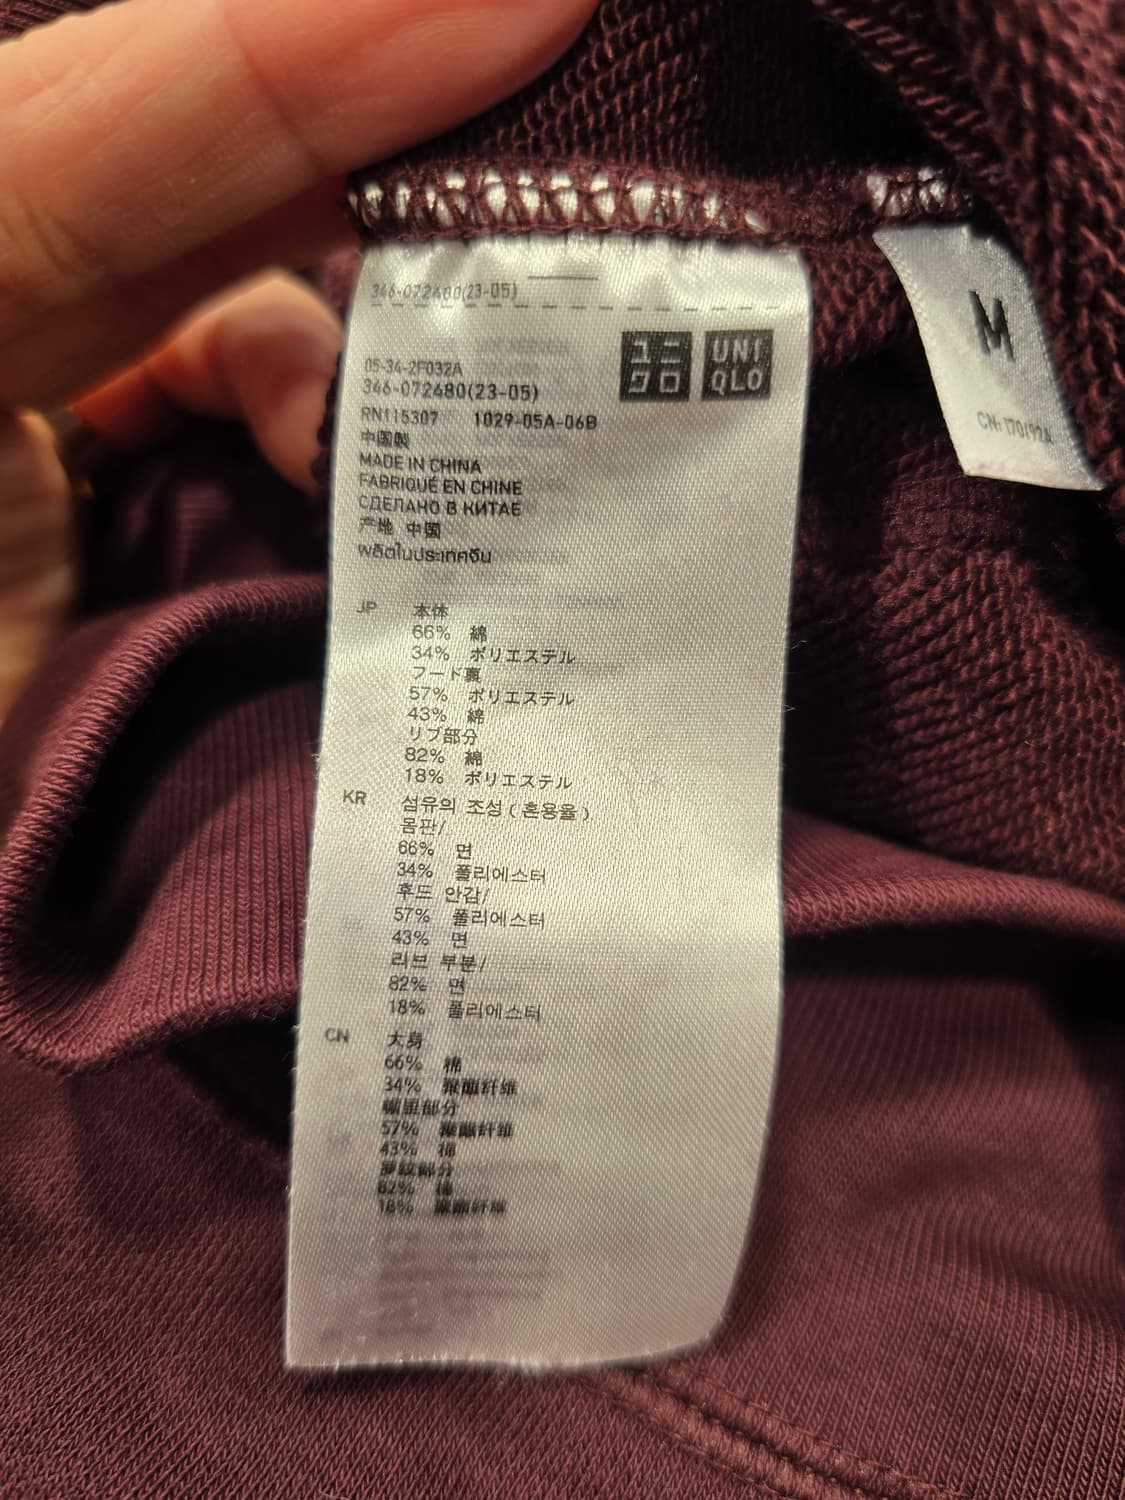 346-072480(23-05)
ユニ
クロ
UNI
QLO
05-34-2F032A
346-072480(23-05)
RN115307 1029-05A-06B
中国製
MADE IN CHINA
FABRIQUÉ EN CHINE
СДЕЛАНО В КИТАЕ
产地 中国
ผลิตในประเทศจีน
JP 本体
66% 綿
34% ポリエステル
フード裏
57% ポリエステル
43% 綿
リブ部分
82% 綿
18% ポリエステル
KR 섬유의 조성 ( 혼용율 )
몸판/
66% 면
34% 폴리에스터
후드 안감/
57% 폴리에스터
43% 면
리브 부분/
82% 면
18% 폴리에스터
CN 大身
66% 棉
34% 聚酯纤维
帽里部分
57% 聚酯纤维
43% 棉
罗纹部分
82% 棉
18% 聚酯纤维
M
CN: 170/92A